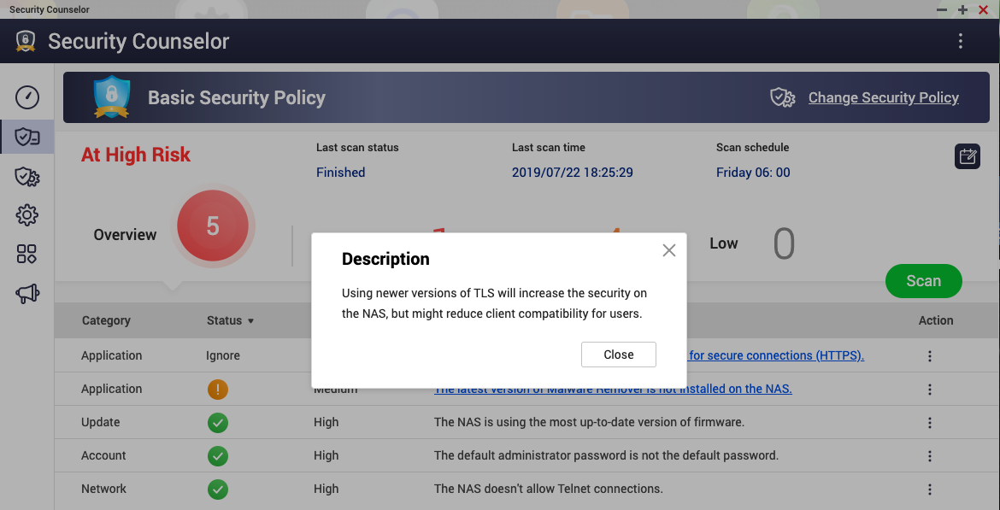 Security Counselor
Security Counselor
Basic Security Policy
Change Security Policy
At High Risk
Last scan status
Last scan time
Scan schedule
Finished
2019/07/22 18:25:29
Friday 06: 00
Overview
5
Low
0
Scan
Description
Using newer versions of TLS will increase the security on
the NAS, but might reduce client compatibility for users.
Close
Category
Status
Action
Application
Ignore
for secure connections (HTTPS).
Application
Medium
The latest version of Malware Remover is not installed on the NAS.
Update
High
The NAS is using the most up-to-date version of firmware.
Account
High
The default administrator password is not the default password.
Network
High
The NAS doesn't allow Telnet connections.